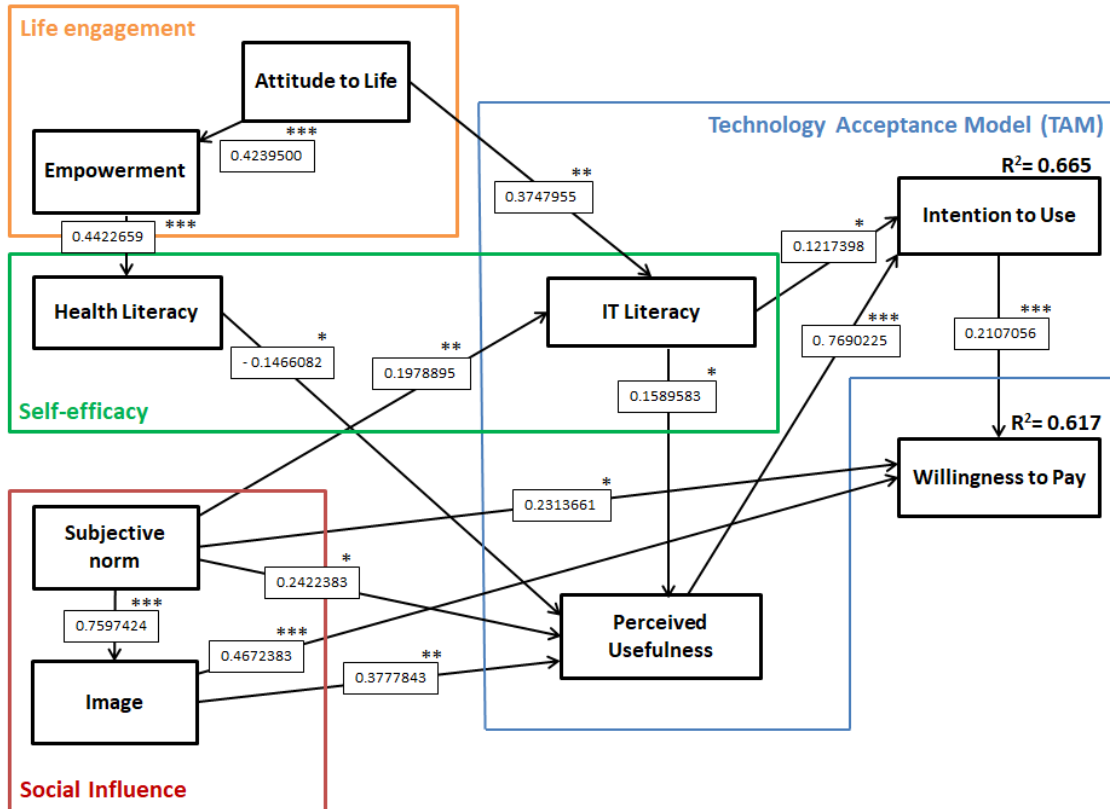 Life engagement
Attitude to Life
***
0.4239500
Empowerment
0.4422659
***
Technology Acceptance Model (TAM)
R²= 0.665
Intention to Use
**
0.3747955
*
0.1217398
Health Literacy
IT Literacy
*
- 0.1466082
**
0.1978895
*
0.1589583
***
0. 7690225
***
0.2107056
Self-efficacy
R²= 0.617
Willingness to Pay
*
0.2313661
Subjective
norm
*
0.2422383
***
0.7597424
***
0.4672383
**
0.3777843
Perceived
Usefulness
Image
Social Influence